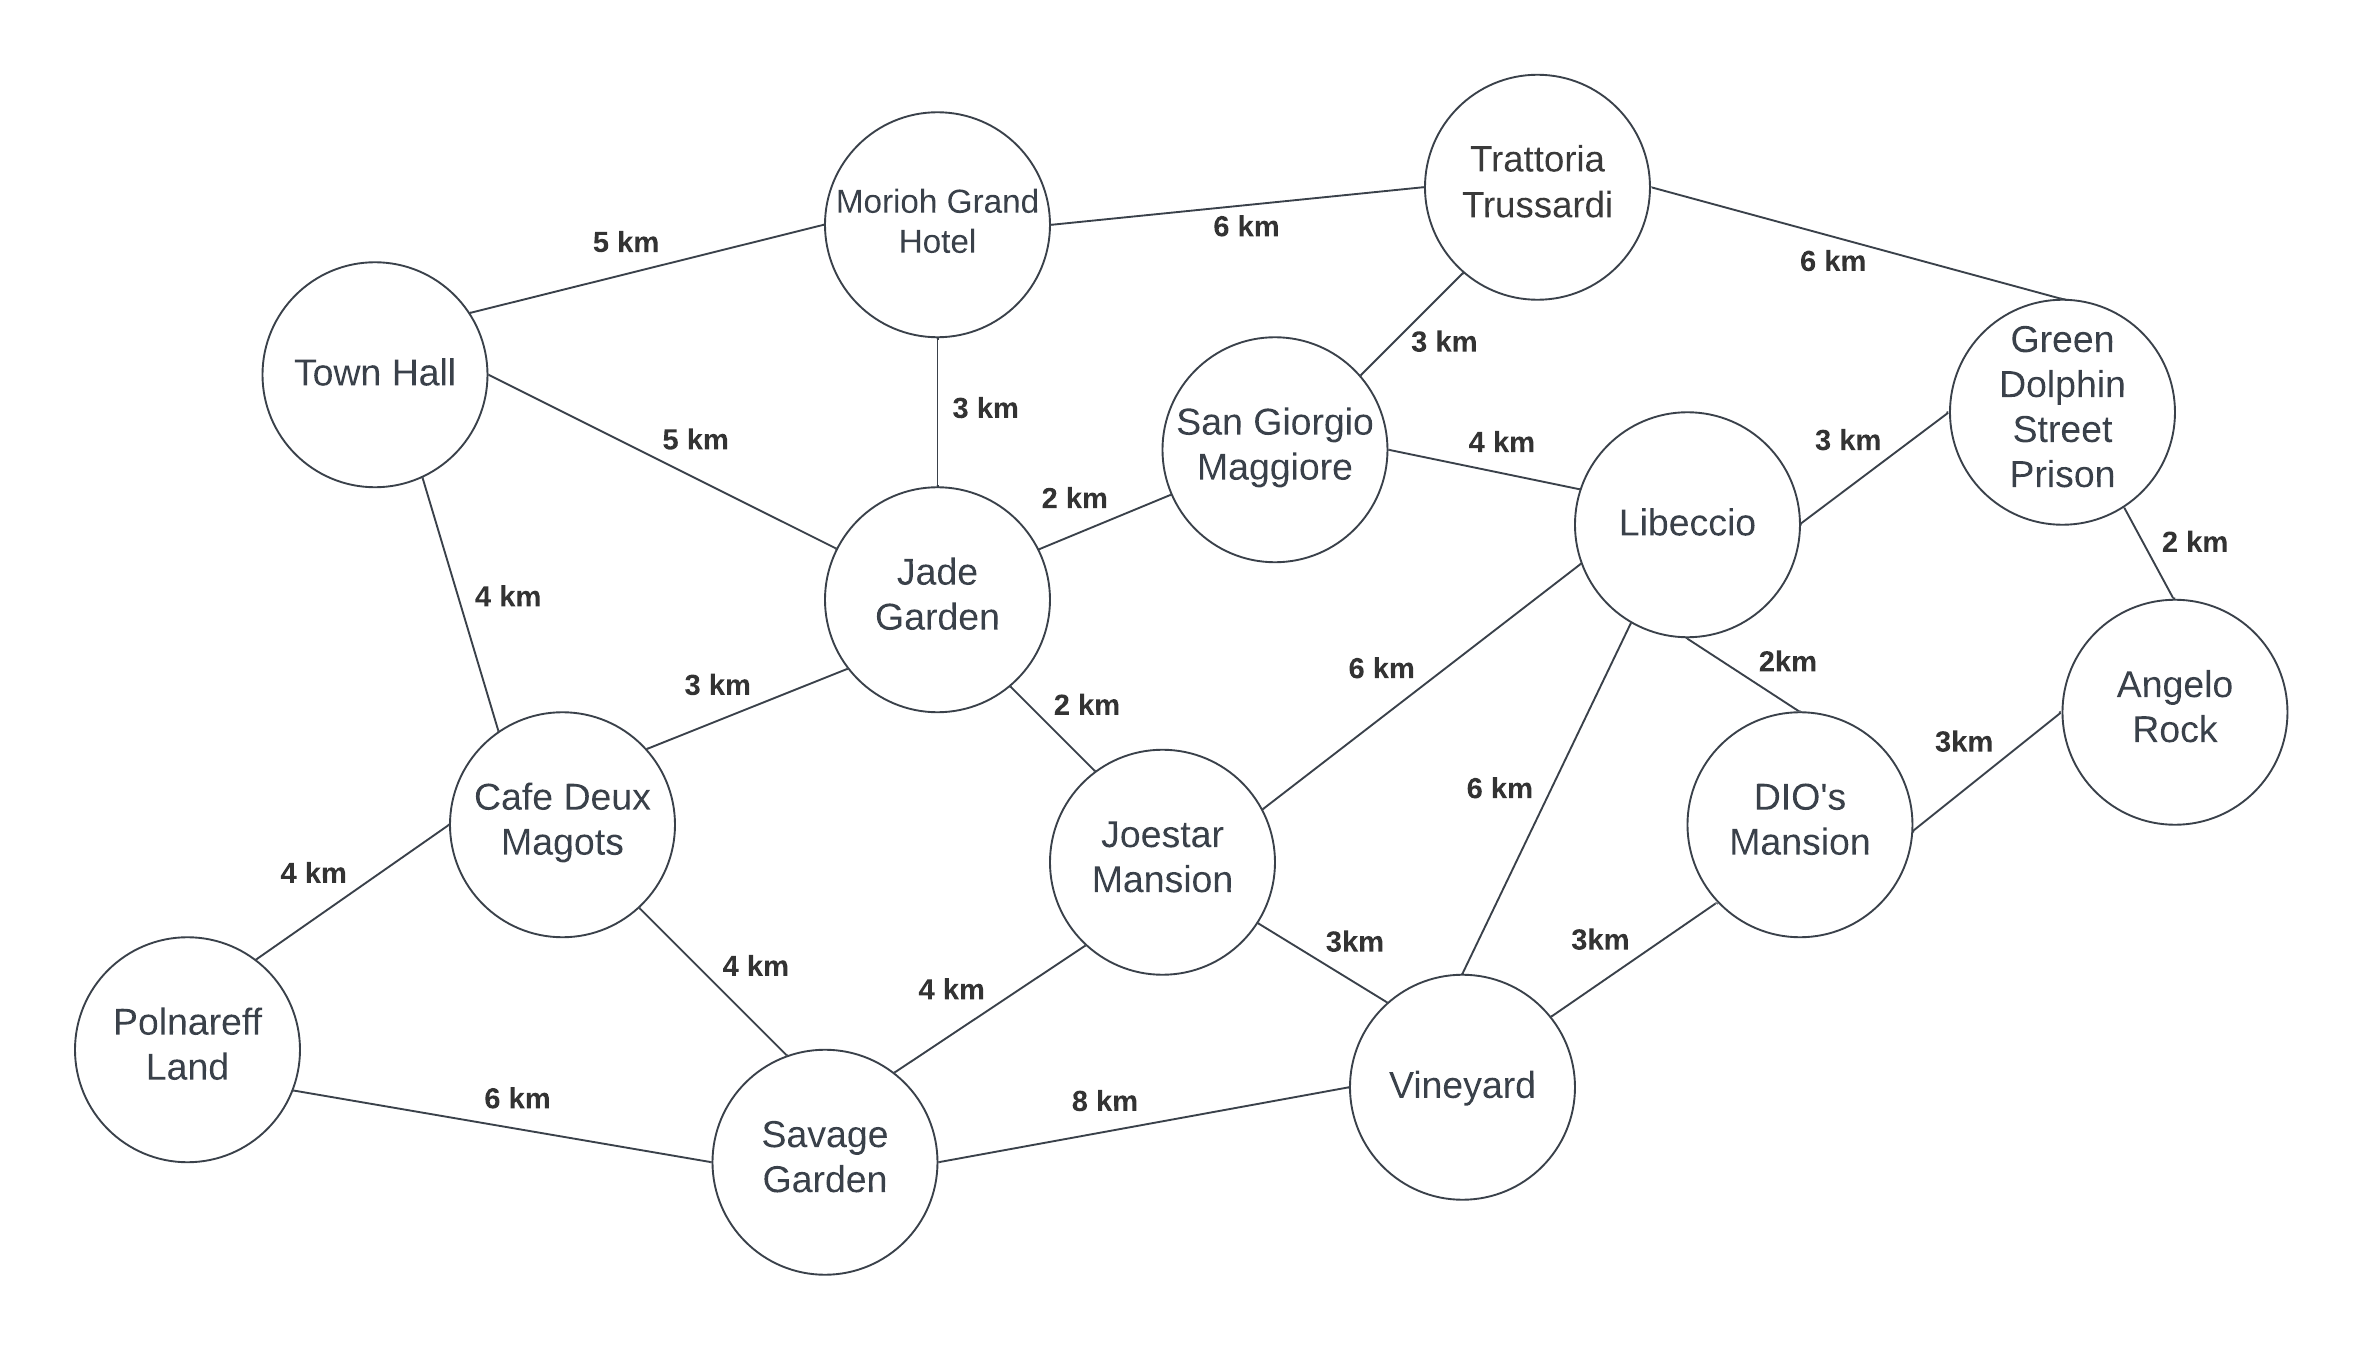 Trattoria
Trussardi
Morioh Grand
Hotel
5 km
6 km
6 km
Town Hall
3 km
Green
Dolphin
Street
Prison
5 km
3 km
San Giorgio
Maggiore
4 km
3 km
2 km
Libeccio
2 km
4 km
Jade
Garden
3 km
2 km
6 km
2km
Angelo
Rock
3km
Cafe Deux
Magots
4 km
Joestar
Mansion
6 km
DIO's
Mansion
4 km
4 km
3km
3km
Polnareff
Land
6 km
Savage
Garden
8 km
Vineyard